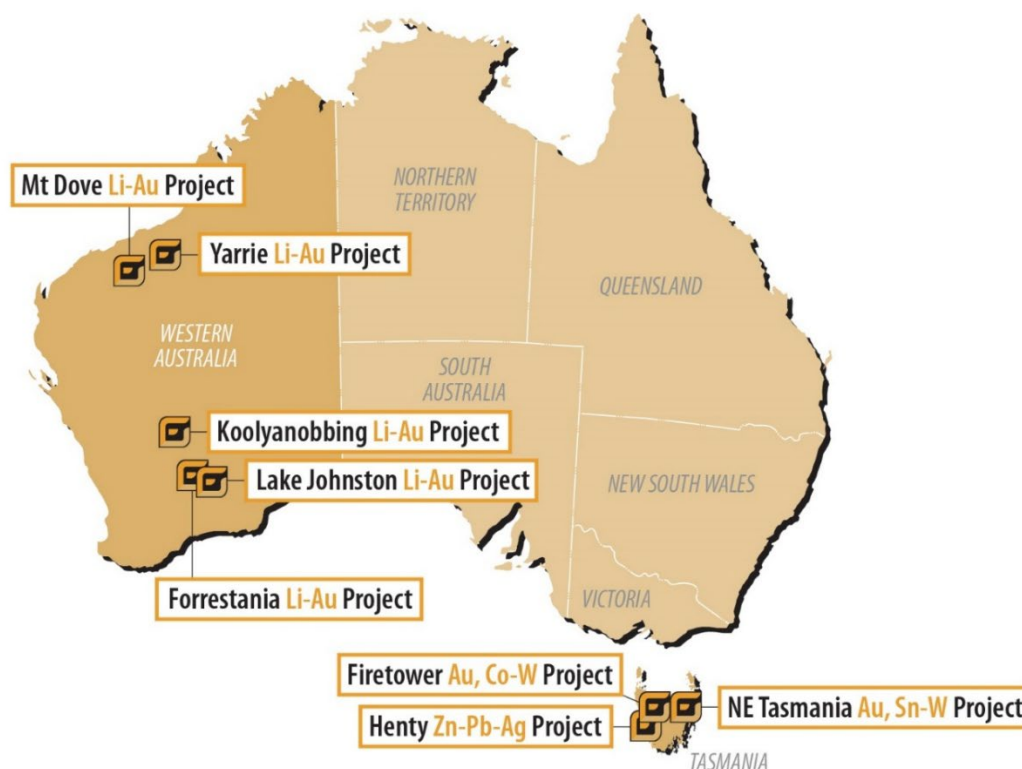 Mt Dove Li-Au Project
NORTHERN
TERRITORY
Yarrie Li-Au Project
QUEENSLAND
WESTERN
AUSTRALIA
SOUTH
AUSTRALIA
Koolyanobbing Li-Au Project
Lake Johnston Li-Au Project
NEW SOUTH WALES
Forrestania Li-Au Project
VICTORIA
Firetower Au, Co-W Project
NE Tasmania Au, Sn-W Project
Henty Zn-Pb-Ag Project
TASMANIA